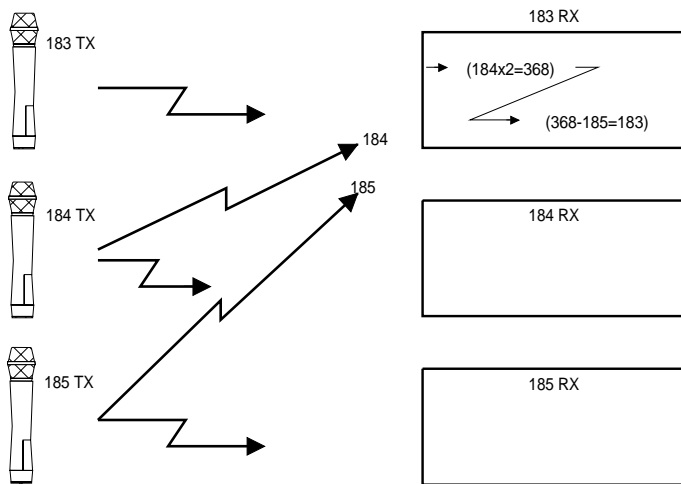 183 RX
183 TX
(184x2=368)
(368-185=183)
184
185
184 TX
184 RX
185 TX
185 RX